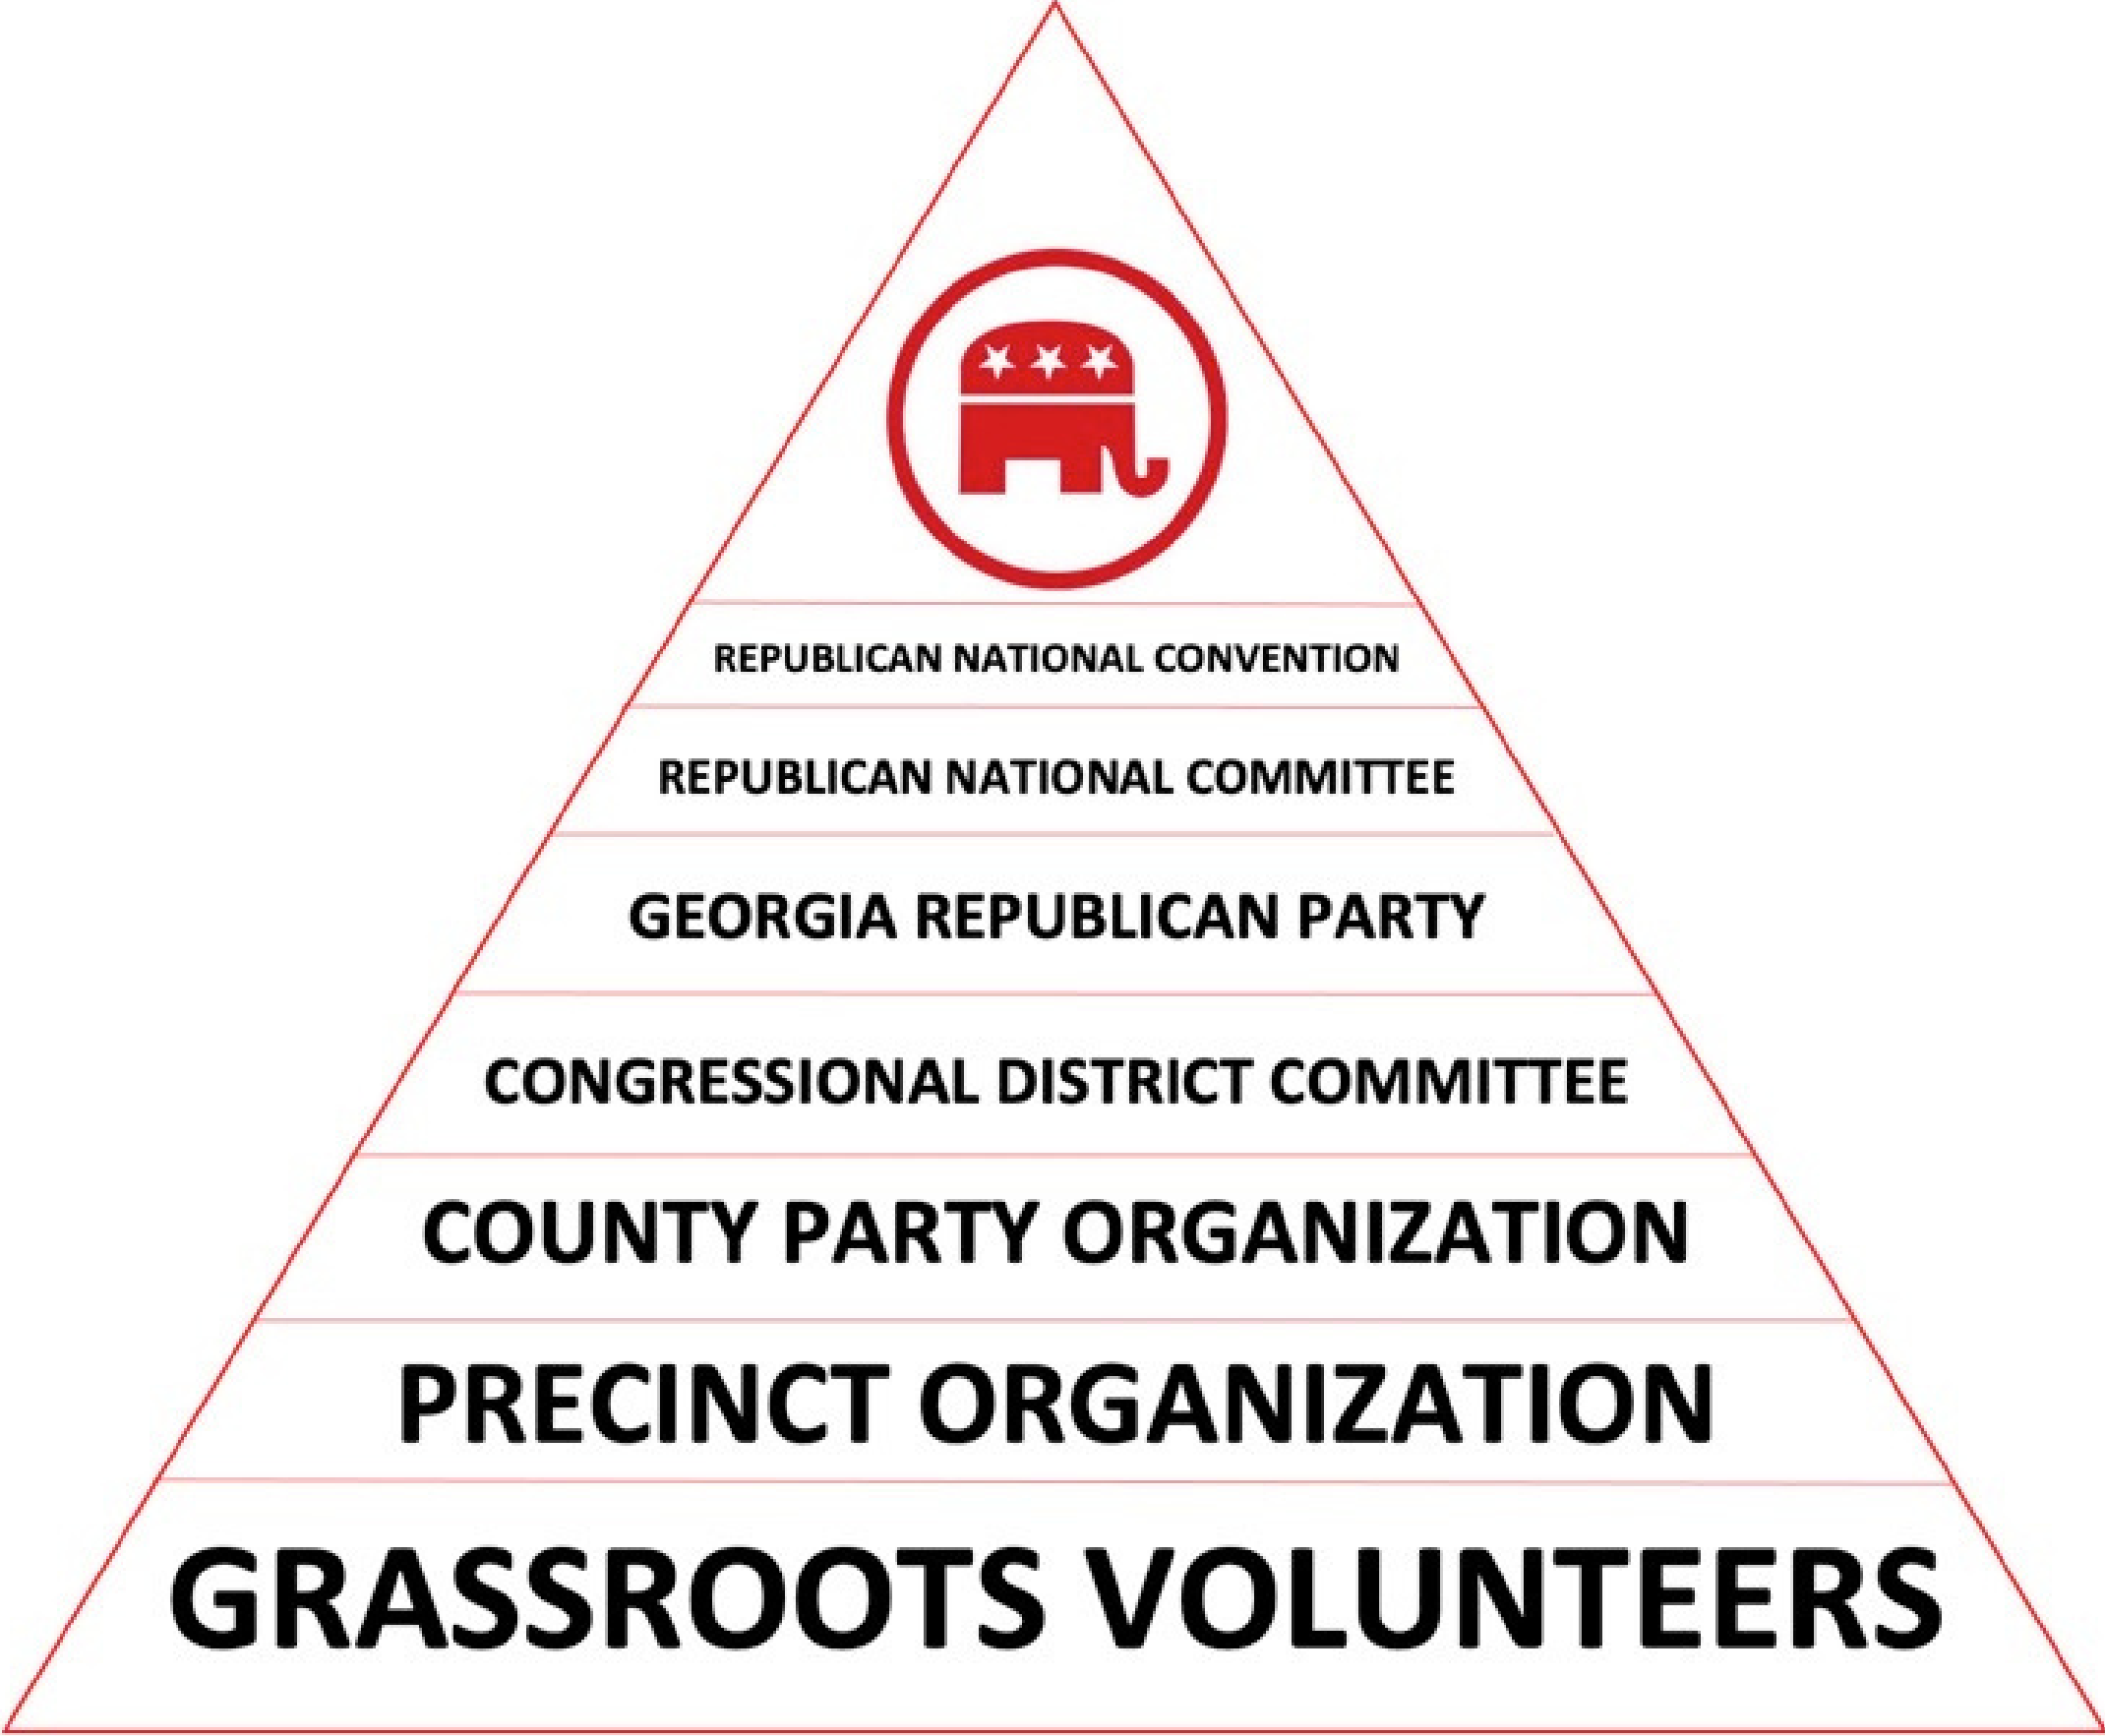 REPUBLICAN NATIONAL CONVENTION
REPUBLICAN NATIONAL COMMITTEE
GEORGIA REPUBLICAN PARTY
CONGRESSIONAL DISTRICT COMMITTEE
COUNTY PARTY ORGANIZATION
PRECINCT ORGANIZATION
GRASSROOTS VOLUNTEERS